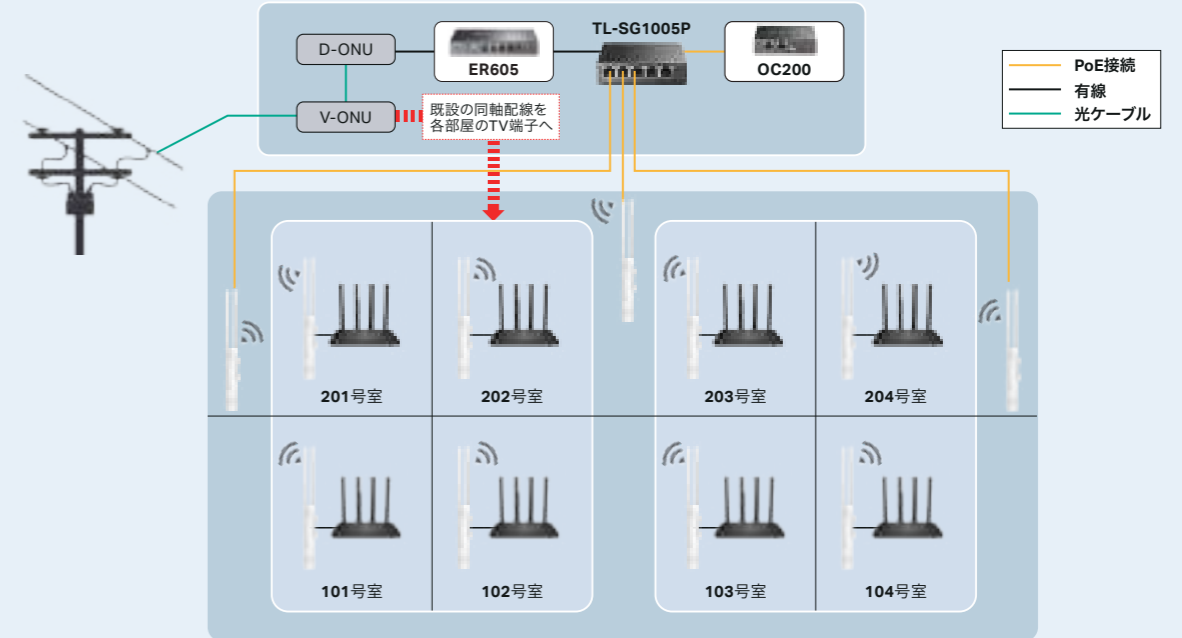 TL-SG1005P
D-ONU
ER605
OC200
V-ONU
既設の同軸配線を
各部屋のTV端子へ
PoE接続
有線
光ケーブル
201号室
202号室
203号室
204号室
101号室
102号室
103号室
104号室